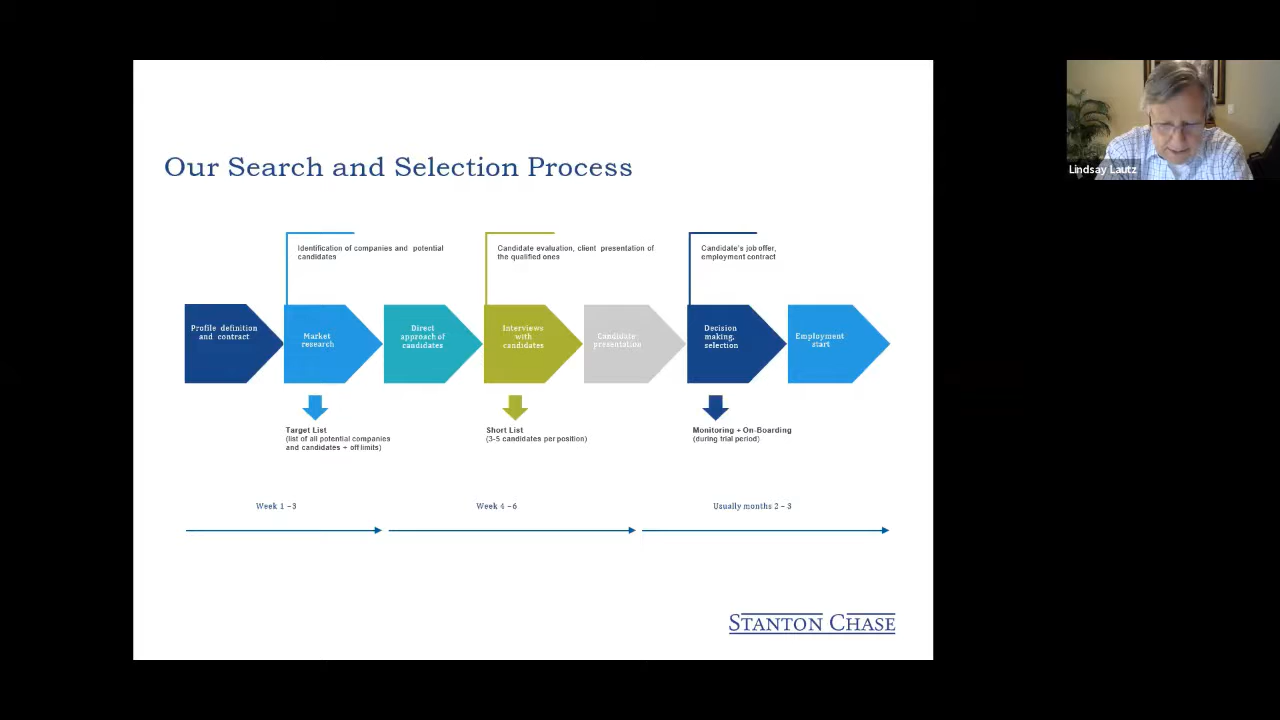 Our Search and Selection Process
Identification of companies and potential
candidates
Candidate evaluation, client presentation of
the qualified ones
Candidate's job offer,
employment contract
Profile definition
and contract
Market
research
Direct
approach of
candidates
Interviews
with
candidates
Candidate
presentation
Decision
making,
selection
Employment
start
Target List
(list of all potential companies
and candidates + off limits)
Short List
(3-5 candidates per position)
Monitoring + On-Boarding
(during trial period)
Week 1 – 3
Week 4 – 6
Usually months 2 – 3
STANTON CHASE
Lindsay Lautz